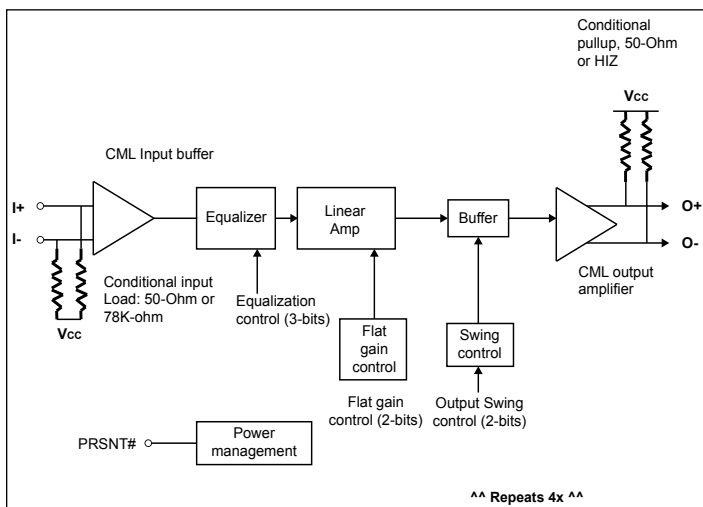 Conditional
pullup, 50-Ohm
or HIZ
Vcc
CML Input buffer
I+
I-
Equalizer
Linear
Amp
Buffer
O+
O-
CML output
amplifier
Conditional input
Load: 50-Ohm or
78K-ohm
Vcc
Equalization
control (3-bits)
Flat
gain
control
Swing
control
Flat gain
control (2-bits)
Output Swing
control (2-bits)
PRSNT#
Power
management
^^ Repeats 4x ^^